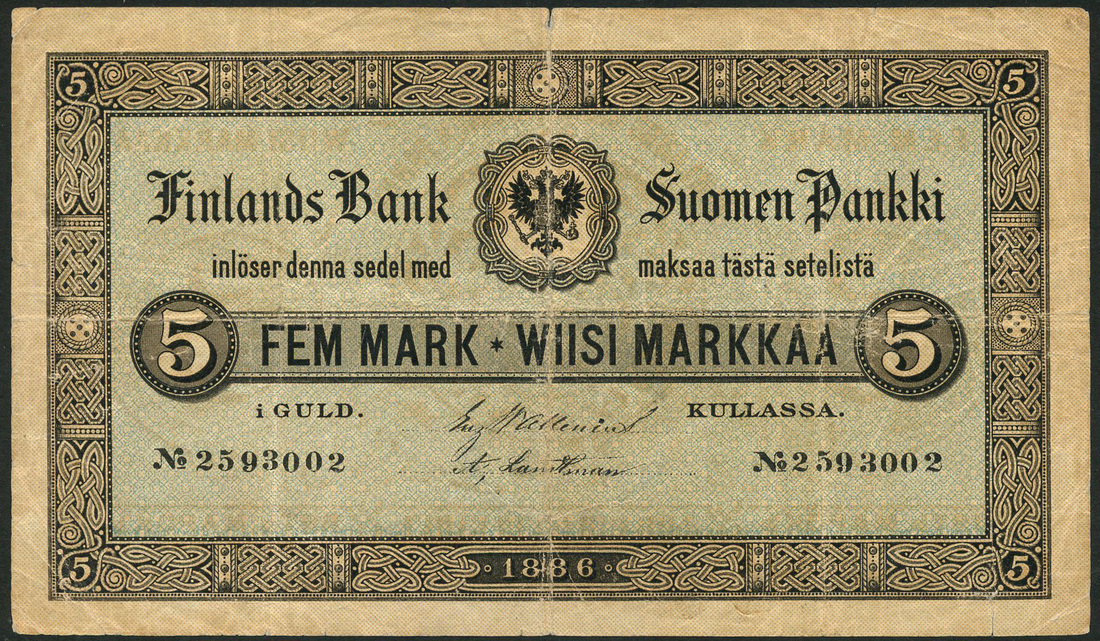 5 5
Finlands Bank Suomen Pankki
inlöser denna sedel med maksaa tästä setelistä
5 FEM MARK * WIISI MARKKAA 5
i GULD. KULLASSA.
№2593002 №2593002
5 · 1886 · 5